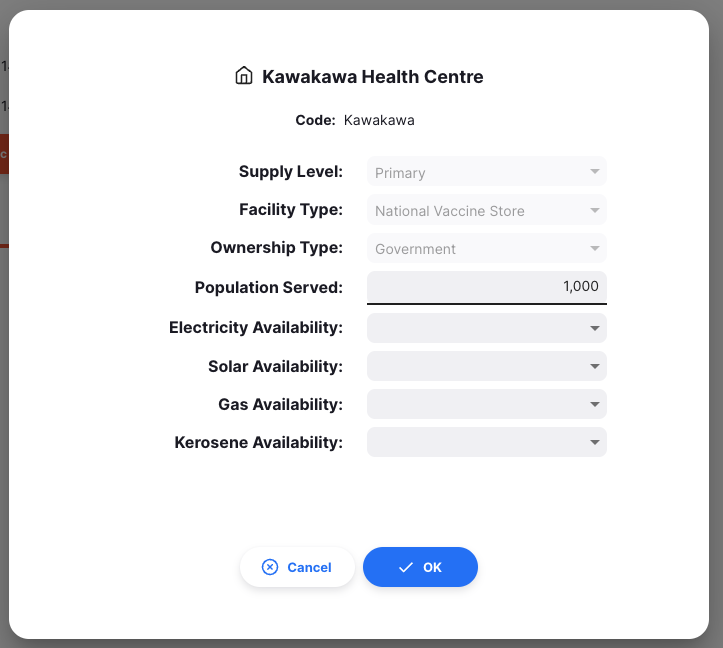 Kawakawa Health Centre
Code: Kawakawa
Supply Level: Primary
Facility Type: National Vaccine Store
Ownership Type: Government
Population Served: 1,000
Electricity Availability:
Solar Availability:
Gas Availability:
Kerosene Availability:
Cancel OK